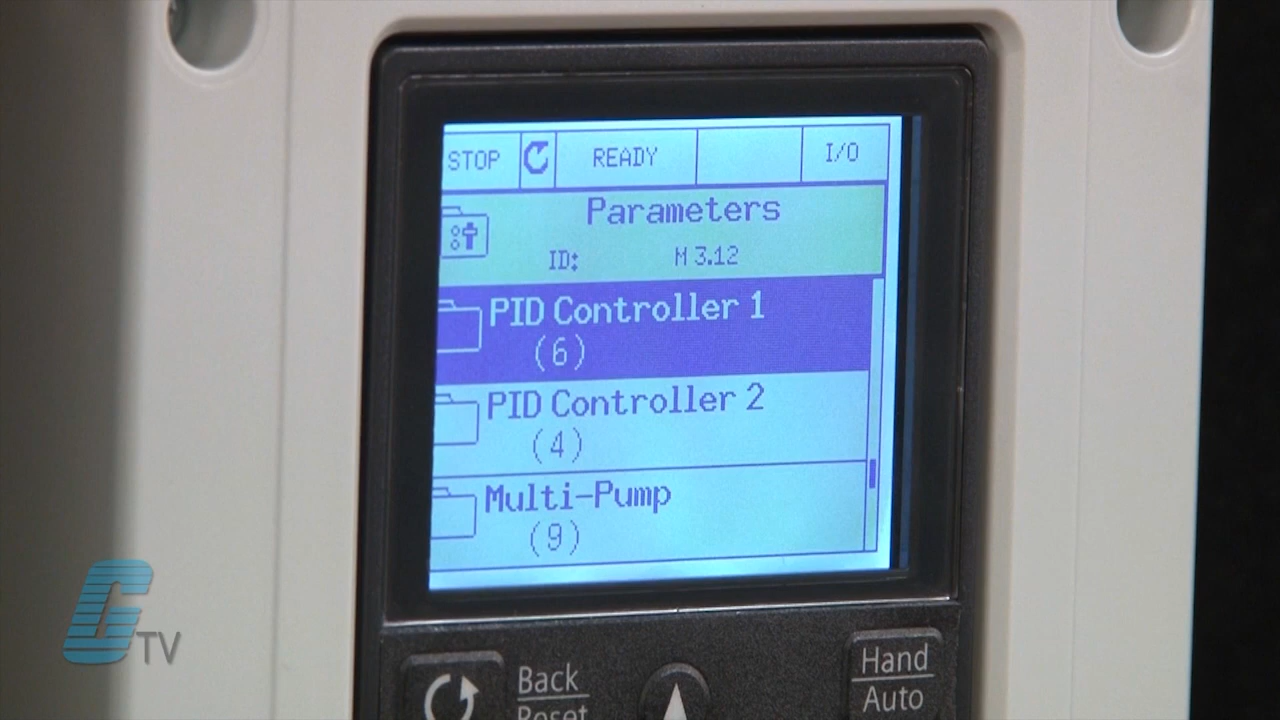 STOP READY I/O
Parameters
ID: M 3.12
PID Controller 1
(6)
PID Controller 2
(4)
Multi-Pump
(9)
Back
Reset
Hand
Auto
TV